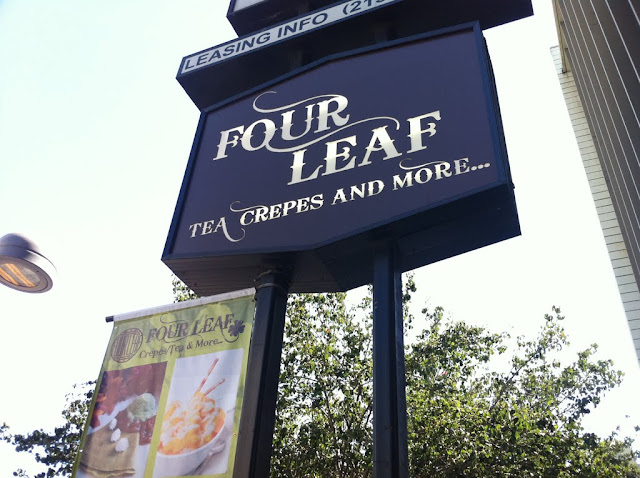 LEASING INFO (21
FOUR
LEAF
TEA CREPES AND MORE...
FOUR LEAF
Crepes Tea & More...